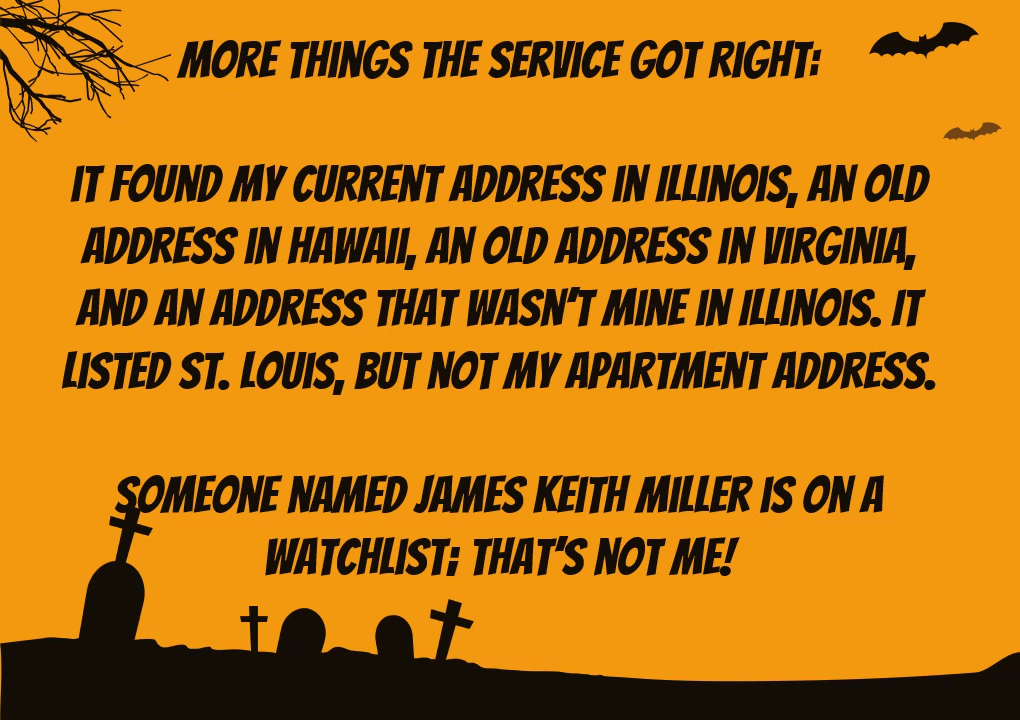 MORE THINGS THE SERVICE GOT RIGHT:
IT FOUND MY CURRENT ADDRESS IN ILLINOIS, AN OLD
ADDRESS IN HAWAII, AN OLD ADDRESS IN VIRGINIA,
AND AN ADDRESS THAT WASN'T MINE IN ILLINOIS. IT
LISTED ST. LOUIS, BUT NOT MY APARTMENT ADDRESS.
SOMEONE NAMED JAMES KEITH MILLER IS ON A
WATCHLIST; THAT'S NOT ME!